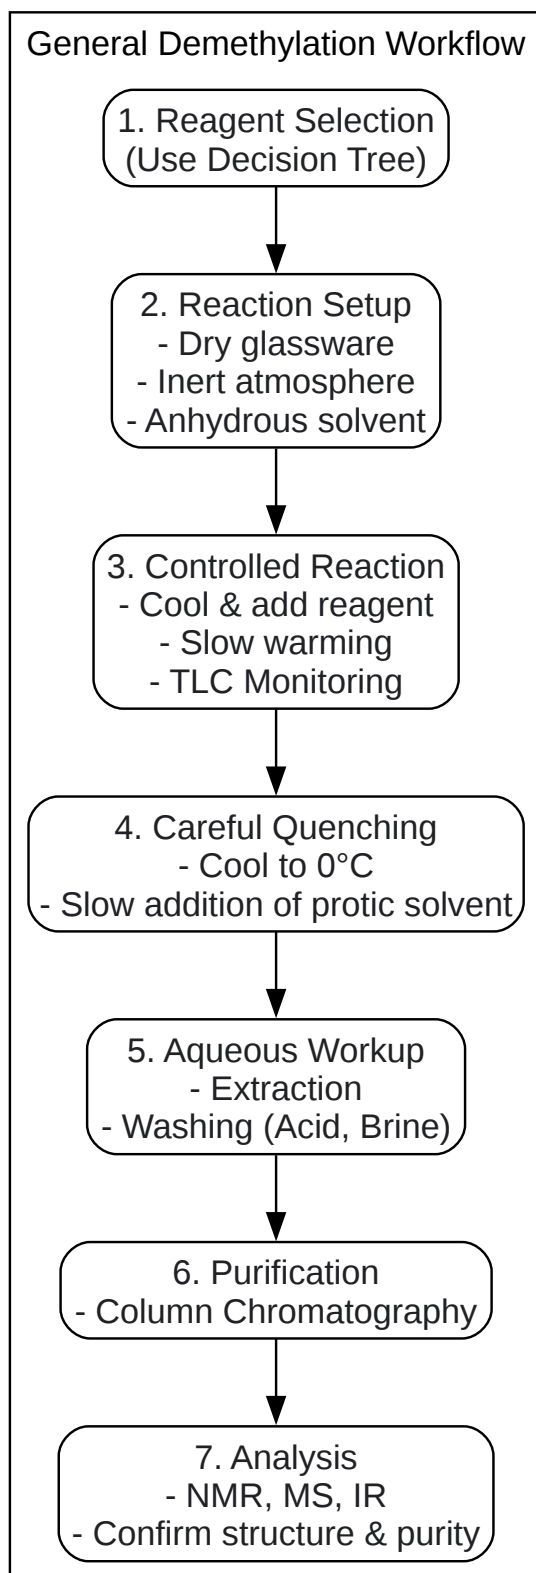 General Demethylation Workflow
1. Reagent Selection
(Use Decision Tree)
2. Reaction Setup
- Dry glassware
- Inert atmosphere
- Anhydrous solvent
3. Controlled Reaction
- Cool & add reagent
- Slow warming
- TLC Monitoring
4. Careful Quenching
- Cool to 0°C
- Slow addition of protic solvent
5. Aqueous Workup
- Extraction
- Washing (Acid, Brine)
6. Purification
- Column Chromatography
7. Analysis
- NMR, MS, IR
- Confirm structure & purity